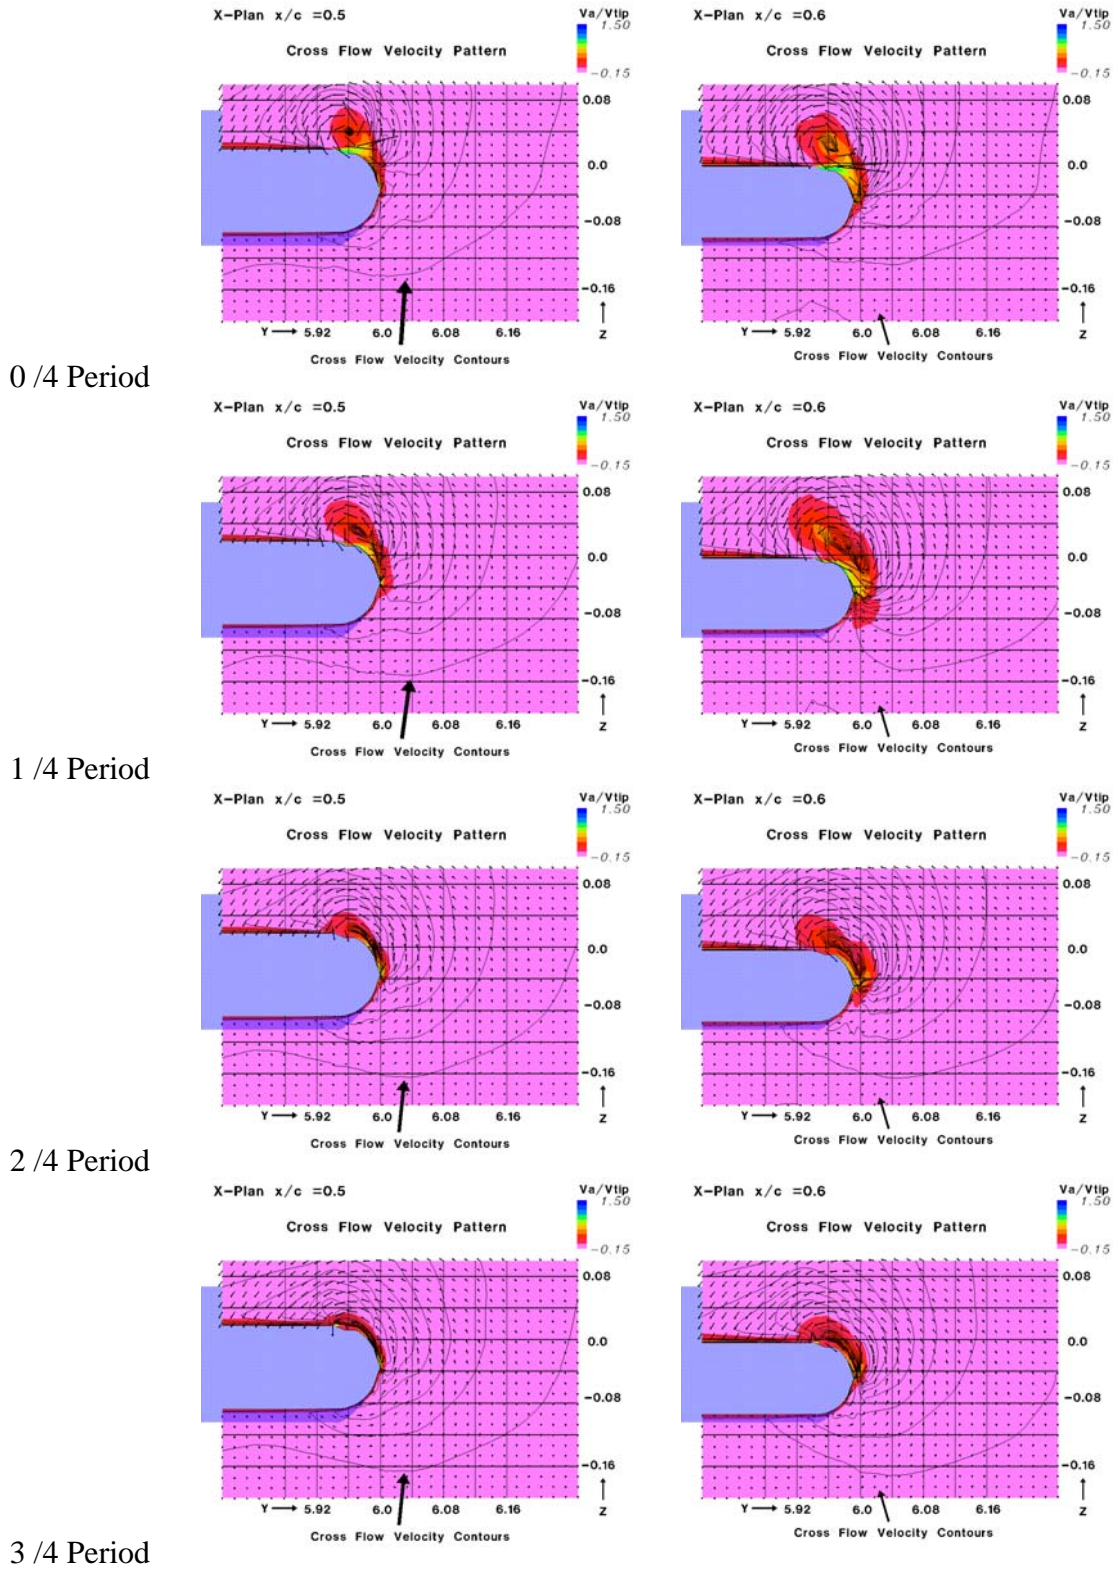 X-Plan x/c =0.5
Va/Vtip
1.50
-0.15
Cross Flow Velocity Pattern
0.08
0.0
-0.08
-0.16
Y 5.92 6.0 6.08 6.16 Z
Cross Flow Velocity Contours
X-Plan x/c =0.6
Va/Vtip
1.50
-0.15
Cross Flow Velocity Pattern
0.08
0.0
-0.08
-0.16
Y 5.92 6.0 6.08 6.16 Z
Cross Flow Velocity Contours
0 /4 Period
X-Plan x/c =0.5
Va/Vtip
1.50
-0.15
Cross Flow Velocity Pattern
0.08
0.0
-0.08
-0.16
Y 5.92 6.0 6.08 6.16 Z
Cross Flow Velocity Contours
X-Plan x/c =0.6
Va/Vtip
1.50
-0.15
Cross Flow Velocity Pattern
0.08
0.0
-0.08
-0.16
Y 5.92 6.0 6.08 6.16 Z
Cross Flow Velocity Contours
1 /4 Period
X-Plan x/c =0.5
Va/Vtip
1.50
-0.15
Cross Flow Velocity Pattern
0.08
0.0
-0.08
-0.16
Y 5.92 6.0 6.08 6.16 Z
Cross Flow Velocity Contours
X-Plan x/c =0.6
Va/Vtip
1.50
-0.15
Cross Flow Velocity Pattern
0.08
0.0
-0.08
-0.16
Y 5.92 6.0 6.08 6.16 Z
Cross Flow Velocity Contours
2 /4 Period
X-Plan x/c =0.5
Va/Vtip
1.50
-0.15
Cross Flow Velocity Pattern
0.08
0.0
-0.08
-0.16
Y 5.92 6.0 6.08 6.16 Z
Cross Flow Velocity Contours
X-Plan x/c =0.6
Va/Vtip
1.50
-0.15
Cross Flow Velocity Pattern
0.08
0.0
-0.08
-0.16
Y 5.92 6.0 6.08 6.16 Z
Cross Flow Velocity Contours
3 /4 Period